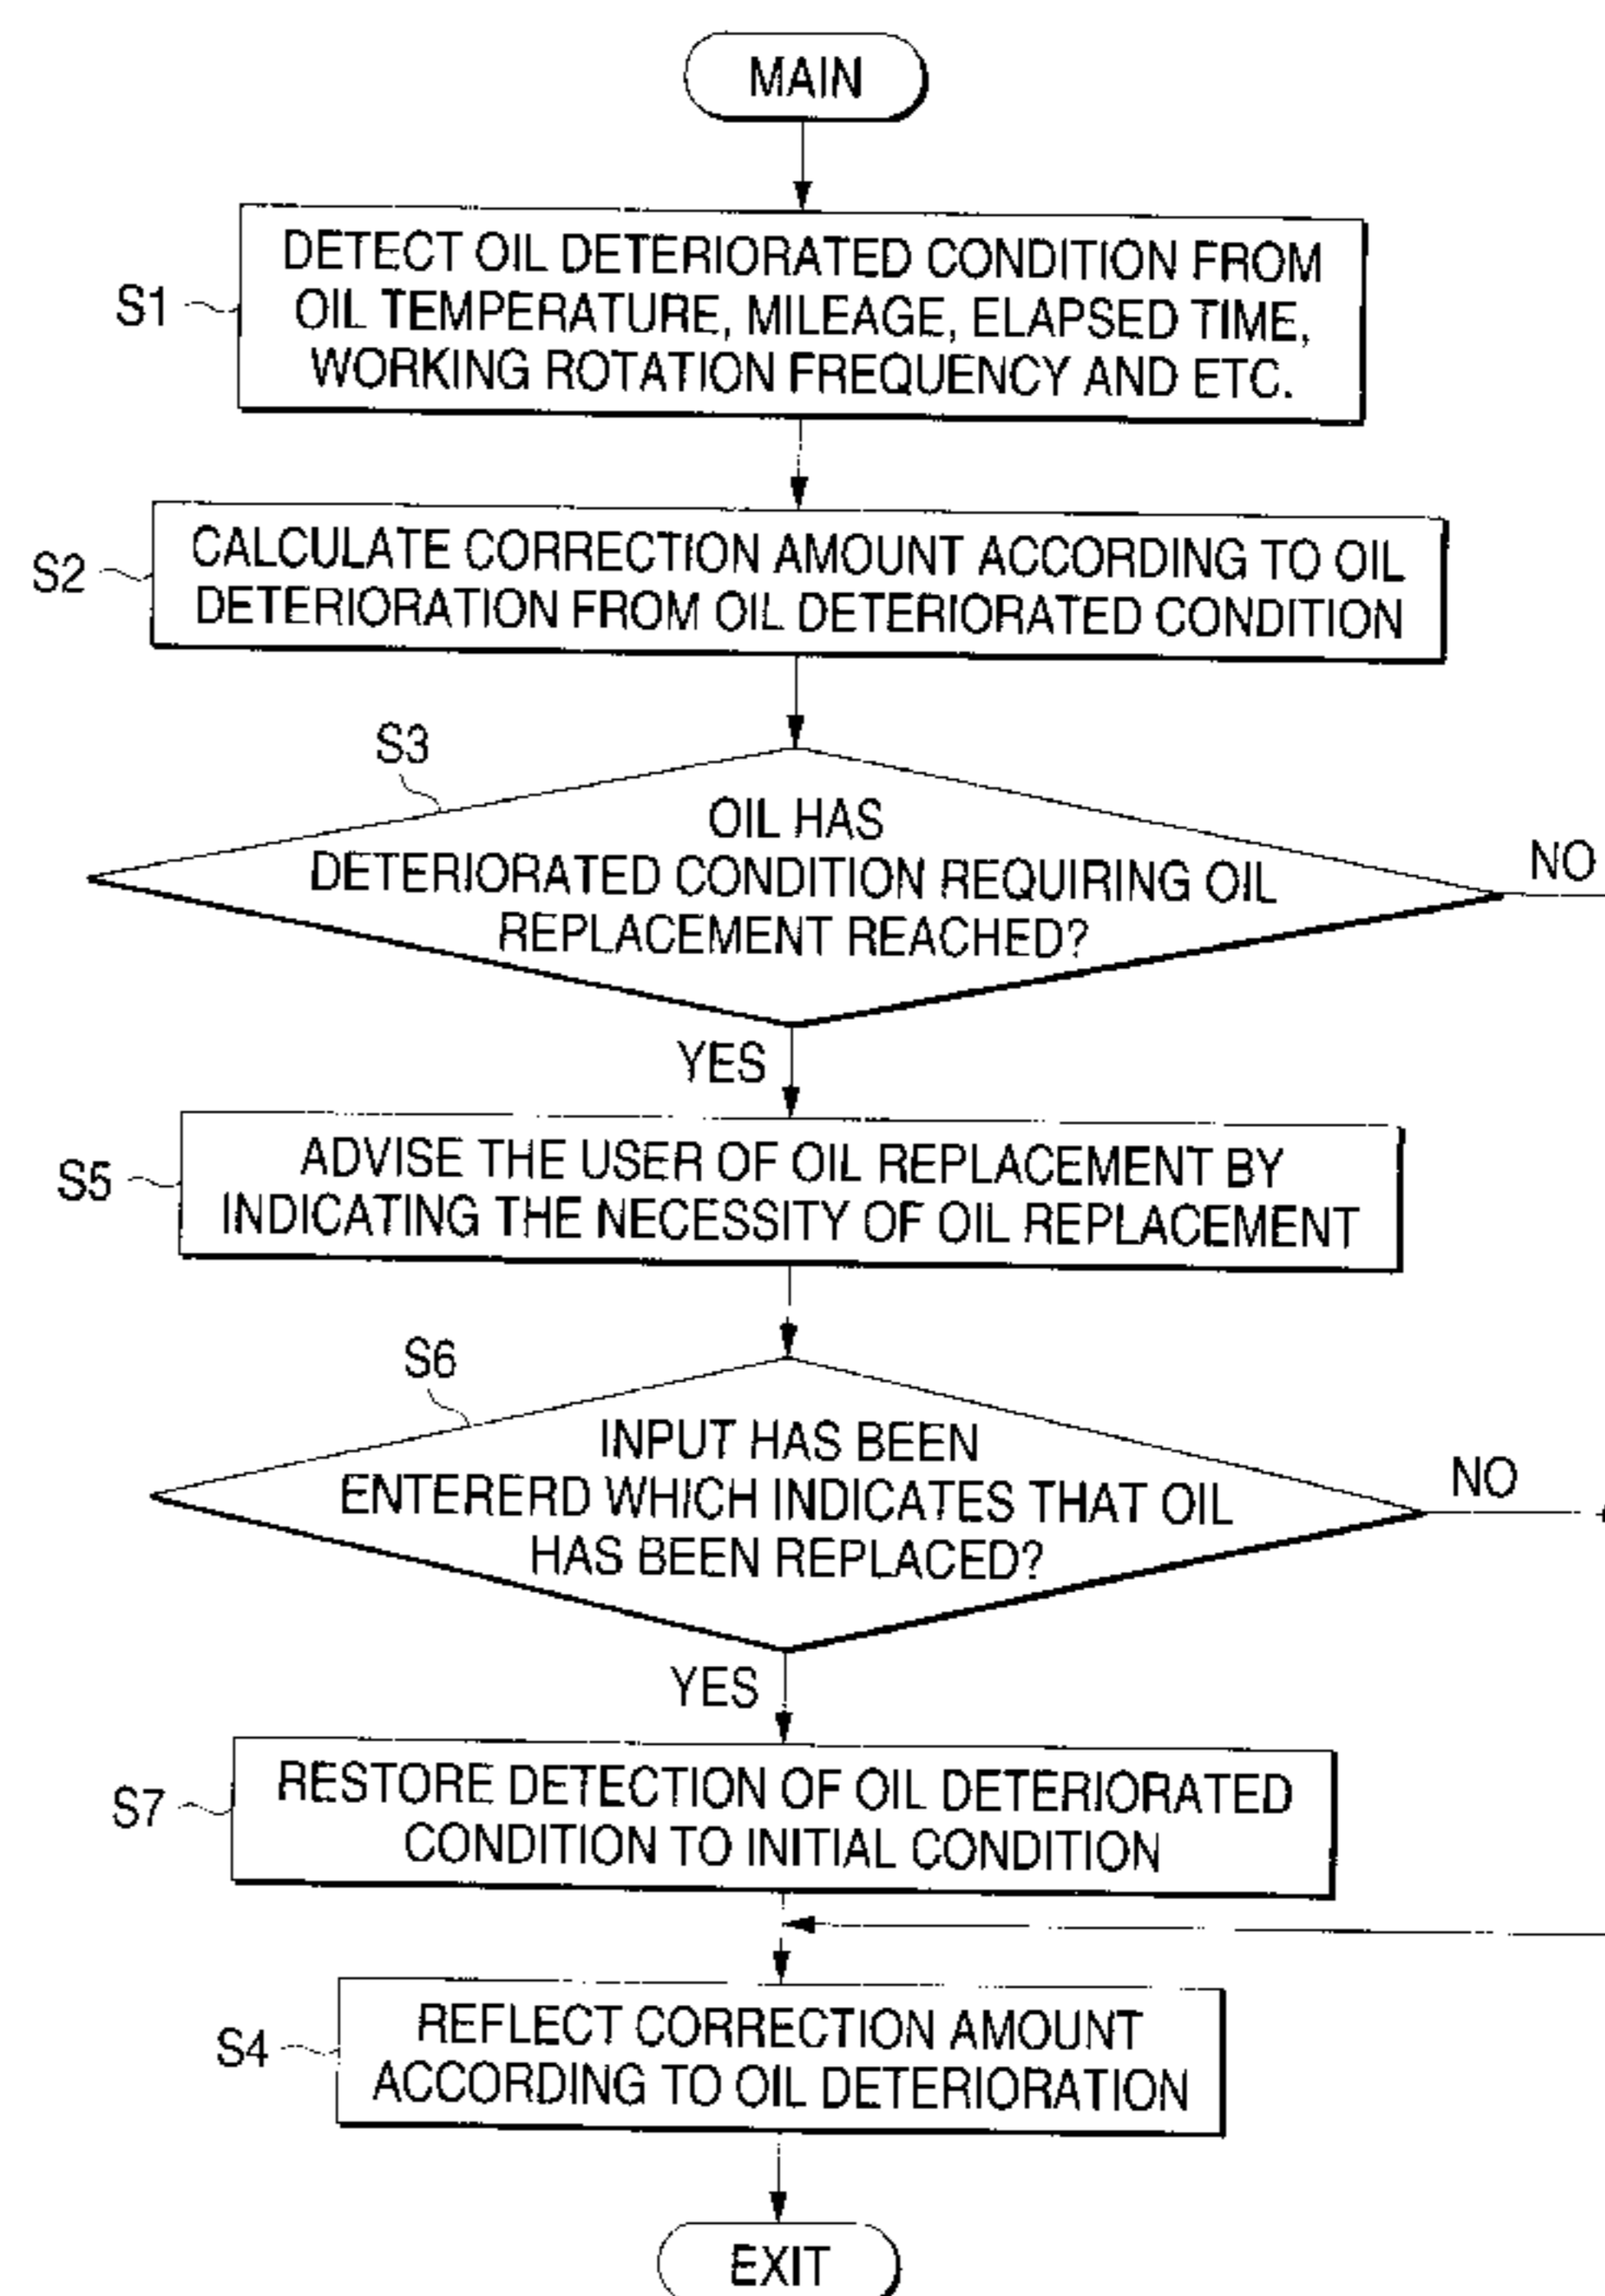 MAIN
S1
DETECT OIL DETERIORATED CONDITION FROM
OIL TEMPERATURE, MILEAGE, ELAPSED TIME,
WORKING ROTATION FREQUENCY AND ETC.
S2
CALCULATE CORRECTION AMOUNT ACCORDING TO OIL
DETERIORATION FROM OIL DETERIORATED CONDITION
S3
OIL HAS
DETERIORATED CONDITION REQUIRING OIL
REPLACEMENT REACHED?
NO
YES
S5
ADVISE THE USER OF OIL REPLACEMENT BY
INDICATING THE NECESSITY OF OIL REPLACEMENT
S6
INPUT HAS BEEN
ENTERERD WHICH INDICATES THAT OIL
HAS BEEN REPLACED?
NO
YES
S7
RESTORE DETECTION OF OIL DETERIORATED
CONDITION TO INITIAL CONDITION
S4
REFLECT CORRECTION AMOUNT
ACCORDING TO OIL DETERIORATION
EXIT